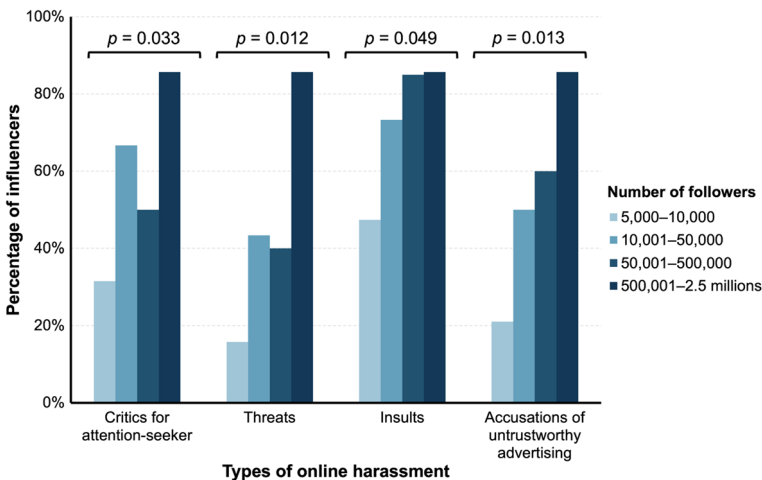 100%
80%
60%
40%
20%
0%
Percentage of influencers
p = 0.033
p = 0.012
p = 0.049
p = 0.013
Critics for
attention-seeker
Threats
Insults
Accusations of
untrustworthy
advertising
Types of online harassment
Number of followers
5,000–10,000
10,001–50,000
50,001–500,000
500,001–2.5 millions